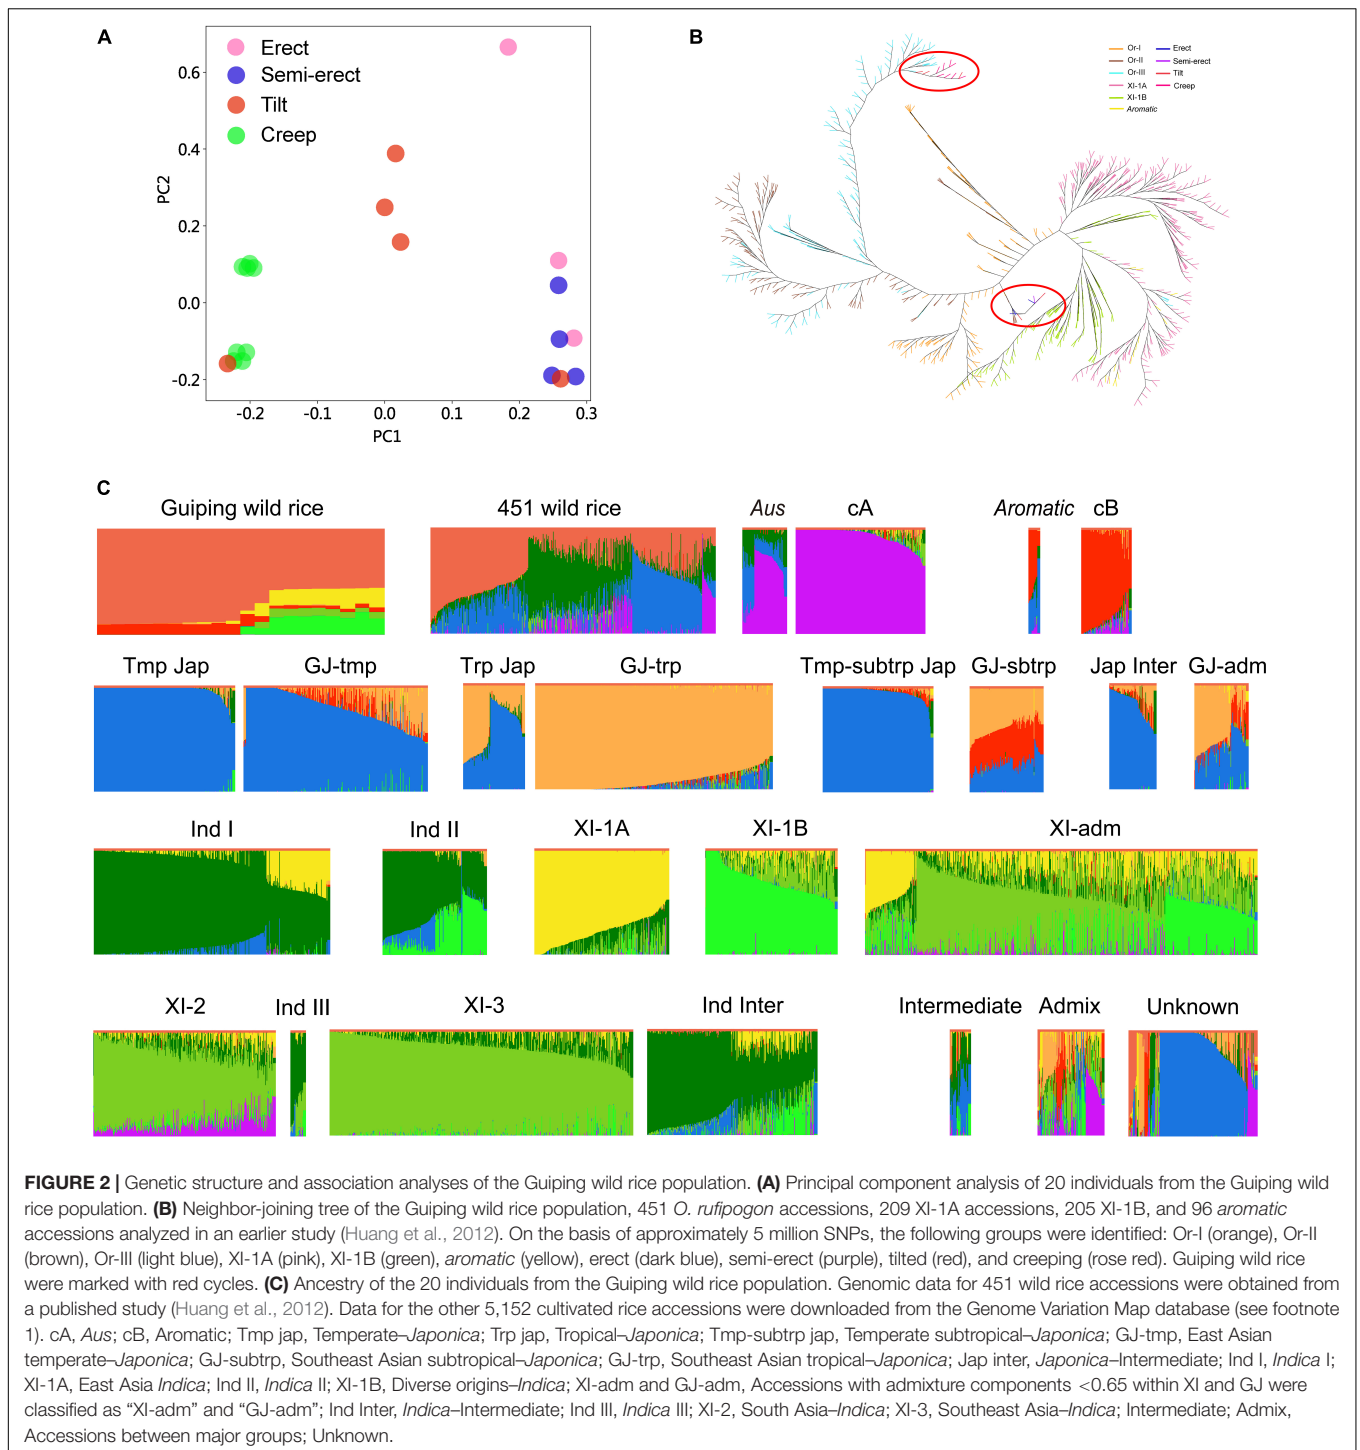 A
Erect
Semi-erect
Tilt
Creep
0.6
0.4
0.2
0.0
-0.2
PC2
-0.2 -0.1 0.0 0.1 0.2 0.3
PC1
B
Or-I
Or-II
Or-III
XI-1A
XI-1B
Aromatic
Erect
Semi-erect
Tilt
Creep
C
Guiping wild rice 451 wild rice Aus cA Aromatic cB
Tmp Jap GJ-tmp Trp Jap GJ-trp Tmp-subtrp Jap GJ-sbtrp Jap Inter GJ-adm
Ind I Ind II XI-1A XI-1B XI-adm
XI-2 Ind III XI-3 Ind Inter Intermediate Admix Unknown
FIGURE 2 | Genetic structure and association analyses of the Guiping wild rice population. (A) Principal component analysis of 20 individuals from the Guiping wild
rice population. (B) Neighbor-joining tree of the Guiping wild rice population, 451 O. rufipogon accessions, 209 XI-1A accessions, 205 XI-1B, and 96 aromatic
accessions analyzed in an earlier study (Huang et al., 2012). On the basis of approximately 5 million SNPs, the following groups were identified: Or-I (orange), Or-II
(brown), Or-III (light blue), XI-1A (pink), XI-1B (green), aromatic (yellow), erect (dark blue), semi-erect (purple), tilted (red), and creeping (rose red). Guiping wild rice
were marked with red cycles. (C) Ancestry of the 20 individuals from the Guiping wild rice population. Genomic data for 451 wild rice accessions were obtained from
a published study (Huang et al., 2012). Data for the other 5,152 cultivated rice accessions were downloaded from the Genome Variation Map database (see footnote
1). cA, Aus; cB, Aromatic; Tmp jap, Temperate–Japonica; Trp jap, Tropical–Japonica; Tmp-subtrp jap, Temperate subtropical–Japonica; GJ-tmp, East Asian
temperate–Japonica; GJ-subtrp, Southeast Asian subtropical–Japonica; GJ-trp, Southeast Asian tropical–Japonica; Jap inter, Japonica–Intermediate; Ind I, Indica I;
XI-1A, East Asia Indica; Ind II, Indica II; XI-1B, Diverse origins–Indica; XI-adm and GJ-adm, Accessions with admixture components <0.65 within XI and GJ were
classified as “XI-adm” and “GJ-adm”; Ind Inter, Indica–Intermediate; Ind III, Indica III; XI-2, South Asia–Indica; XI-3, Southeast Asia–Indica; Intermediate; Admix,
Accessions between major groups; Unknown.